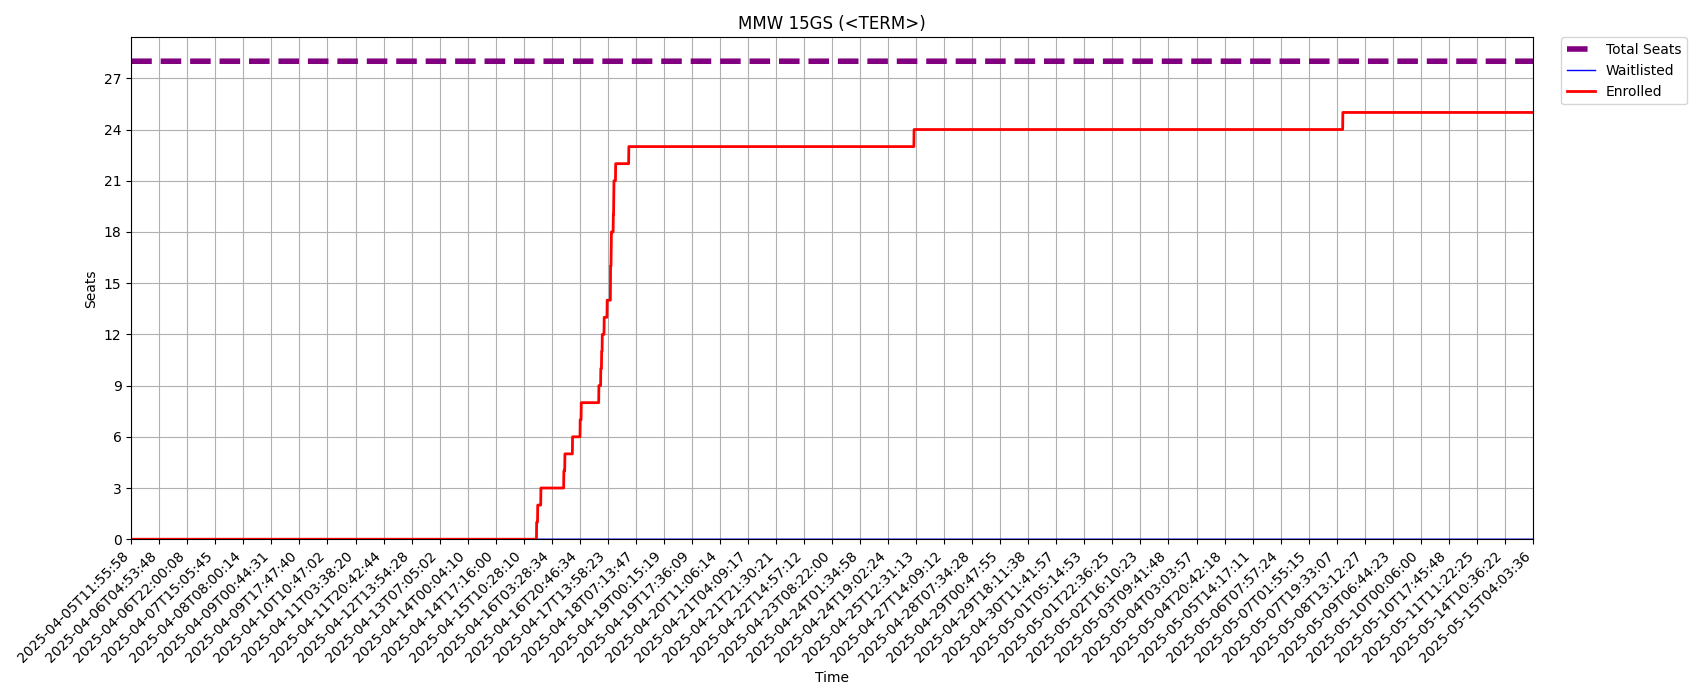 MMW 15GS (<TERM>)
Total Seats
Waitlisted
Enrolled
27
24
21
18
15
12
9
6
3
0
Seats
2025-04-05T11:55:58
2025-04-06T04:53:48
2025-04-06T22:00:08
2025-04-07T15:05:45
2025-04-08T08:00:14
2025-04-09T00:44:31
2025-04-09T17:47:40
2025-04-10T10:47:02
2025-04-11T03:38:20
2025-04-11T20:42:44
2025-04-12T13:54:28
2025-04-13T07:05:02
2025-04-14T00:04:10
2025-04-14T17:16:00
2025-04-15T10:28:10
2025-04-16T03:28:34
2025-04-16T20:46:34
2025-04-17T13:58:23
2025-04-18T07:13:47
2025-04-19T00:15:19
2025-04-19T17:36:09
2025-04-20T11:06:14
2025-04-21T04:09:17
2025-04-21T21:30:21
2025-04-22T14:57:12
2025-04-23T08:22:00
2025-04-24T01:34:58
2025-04-24T19:02:24
2025-04-25T12:31:13
2025-04-27T14:09:12
2025-04-28T07:34:28
2025-04-29T00:47:55
2025-04-29T18:11:38
2025-04-30T11:41:57
2025-05-01T05:14:53
2025-05-01T22:36:25
2025-05-02T16:10:23
2025-05-03T09:41:48
2025-05-04T03:03:57
2025-05-04T20:42:18
2025-05-05T14:17:11
2025-05-06T07:57:24
2025-05-07T01:55:15
2025-05-07T19:33:07
2025-05-08T13:12:27
2025-05-09T06:44:23
2025-05-10T00:06:00
2025-05-10T17:45:48
2025-05-11T11:22:25
2025-05-14T10:36:22
2025-05-15T04:03:36
Time